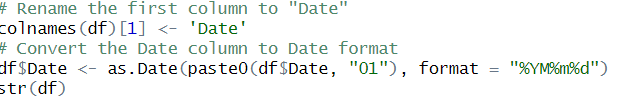 # Rename the first column to "Date"
colnames(df)[1] <- 'Date'
# Convert the Date column to Date format
df$Date <- as.Date(paste0(df$Date, "01"), format = "%YM%m%d")
str(df)